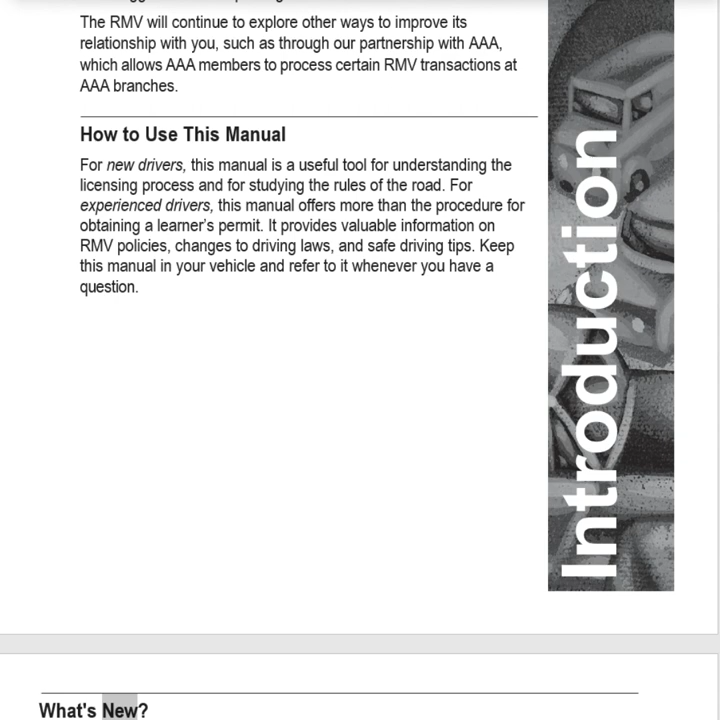 The RMV will continue to explore other ways to improve its
relationship with you, such as through our partnership with AAA,
which allows AAA members to process certain RMV transactions at
AAA branches.
How to Use This Manual
For new drivers, this manual is a useful tool for understanding the
licensing process and for studying the rules of the road. For
experienced drivers, this manual offers more than the procedure for
obtaining a learner's permit. It provides valuable information on
RMV policies, changes to driving laws, and safe driving tips. Keep
this manual in your vehicle and refer to it whenever you have a
question.
Introduction
What's New?